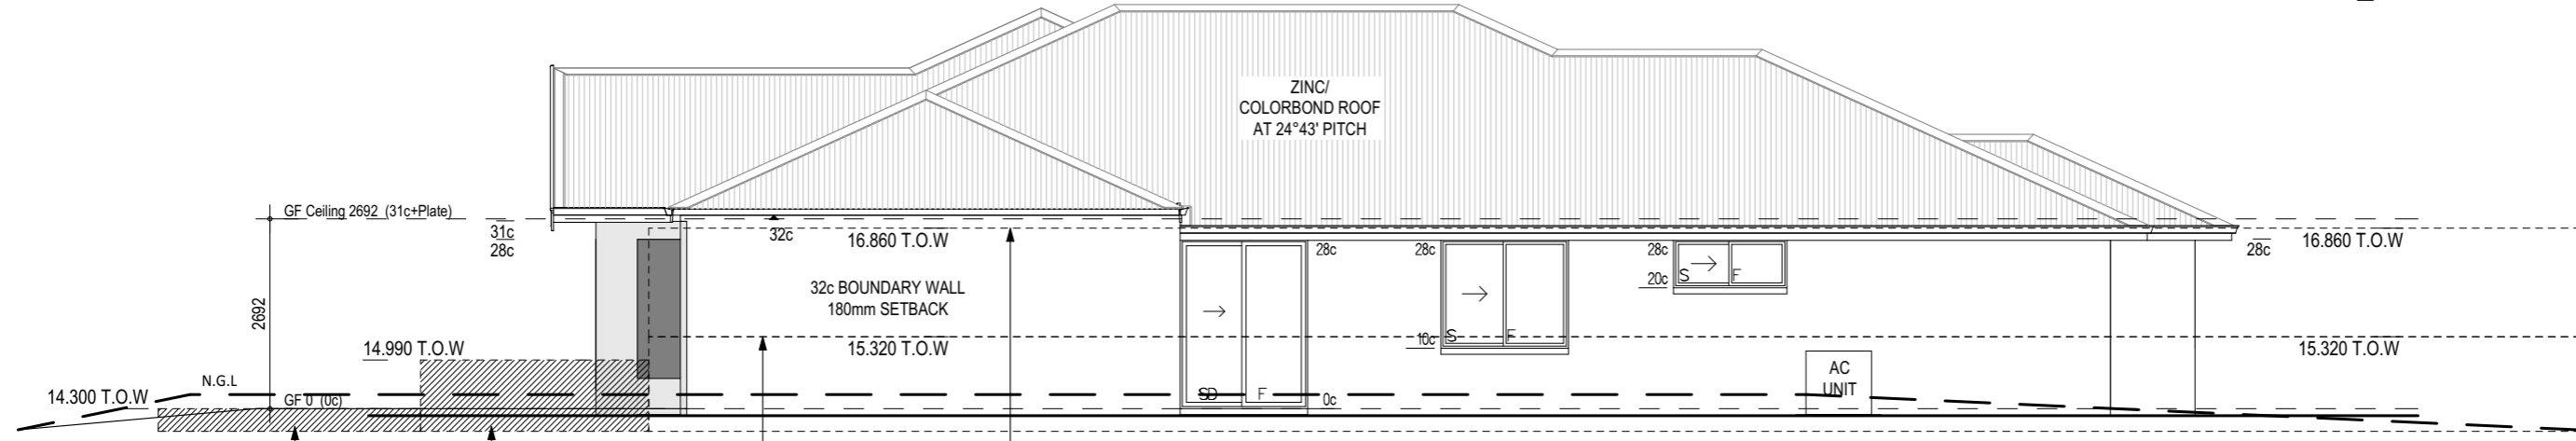 ZINC/
COLORBOND ROOF
AT 24°43' PITCH
GF Ceiling 2692 (31c+Plate)
31c
28c
32c
16.860 T.O.W
28c
28c
28c
28c
16.860 T.O.W
20c
S F
32c BOUNDARY WALL
180mm SETBACK
2692
14.990 T.O.W
15.320 T.O.W
10c
S F
15.320 T.O.W
AC
UNIT
N.G.L
14.300 T.O.W
GF 0 (0c)
SD F
0c